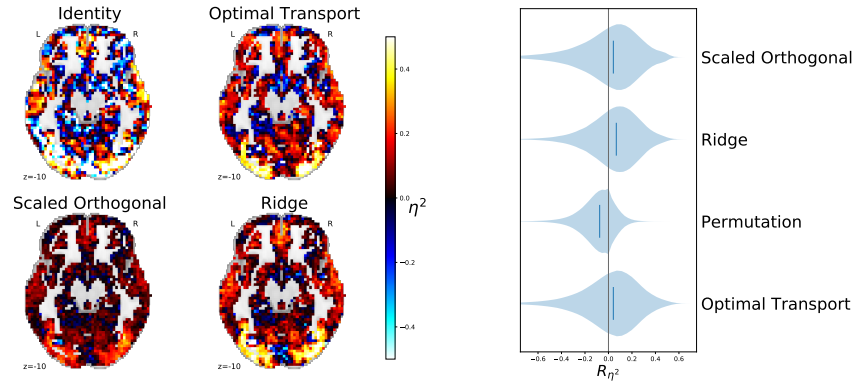 Identity
Optimal Transport
L R
L R
z=-10
z=-10
Scaled Orthogonal
Ridge
L R
L R
z=-10
z=-10
0.4
0.2
0.0
−0.2
−0.4
η²
Scaled Orthogonal
Ridge
Permutation
Optimal Transport
−0.6 −0.4 −0.2 0.0 0.2 0.4 0.6
R_η²